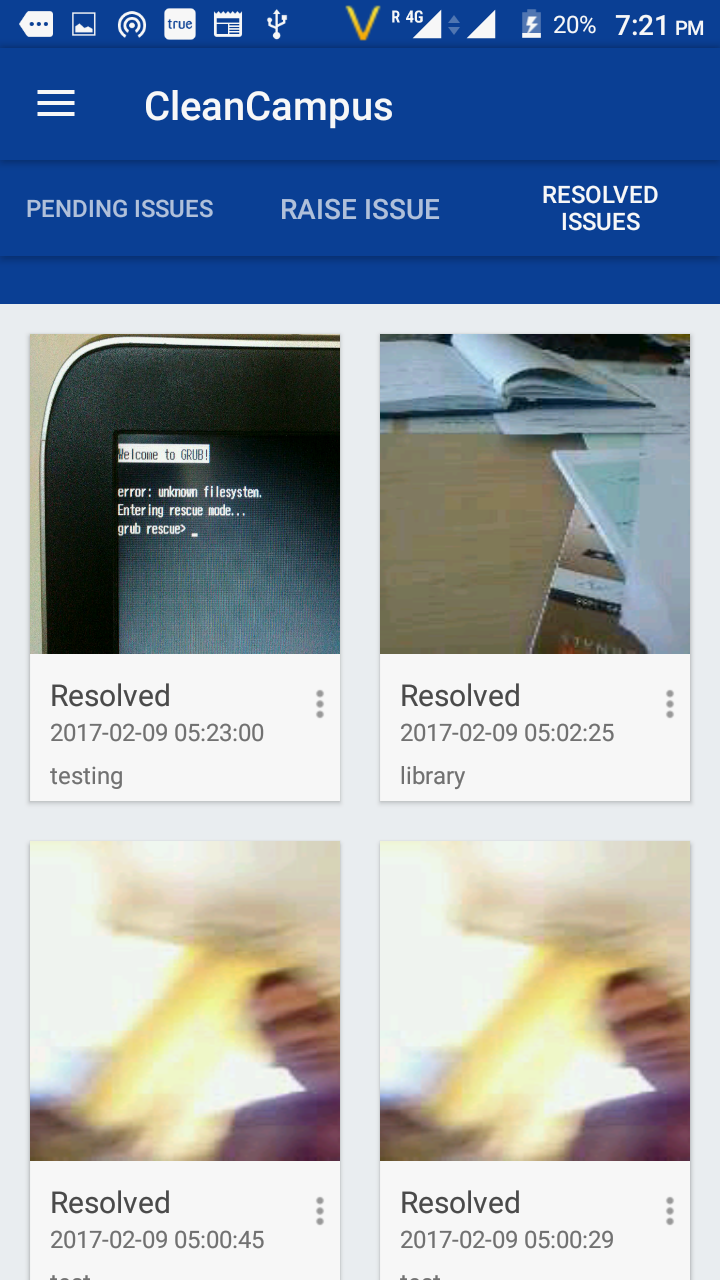 true
R 4G
20%
7:21 PM
CleanCampus
PENDING ISSUES
RAISE ISSUE
RESOLVED
ISSUES
Welcome to GRUB!
error: unknown filesystem.
Entering rescue mode...
grub rescue> _
Resolved
2017-02-09 05:23:00
testing
Resolved
2017-02-09 05:02:25
library
Resolved
2017-02-09 05:00:45
test
Resolved
2017-02-09 05:00:29
test